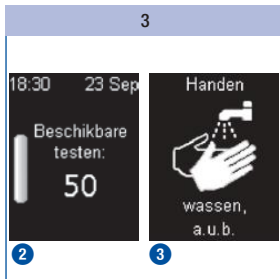 3
18:30 23 Sep
Beschikbare
testen:
50
2
Handen
wassen,
a.u.b.
3